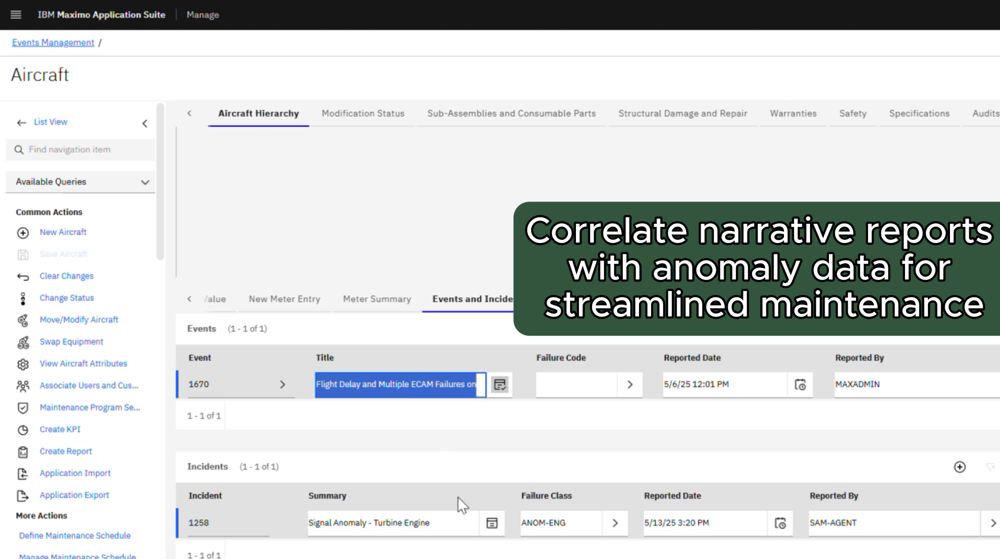 IBM Maximo Application Suite | Manage
Events Management /
Aircraft
List View
Find navigation item
Available Queries
Common Actions
New Aircraft
Save Aircraft
Clear Changes
Change Status
Move/Modify Aircraft
Swap Equipment
View Aircraft Attributes
Associate Users and Cus...
Maintenance Program Se...
Create KPI
Create Report
Application Import
Application Export
More Actions
Define Maintenance Schedule
Manage Maintenance Schedule
Aircraft Hierarchy Modification Status Sub-Assemblies and Consumable Parts Structural Damage and Repair Warranties Safety Specifications Audits
Correlate narrative reports
with anomaly data for
streamlined maintenance
Value New Meter Entry Meter Summary Events and Incide
Events (1 - 1 of 1)
Event Title Failure Code Reported Date Reported By
1670 Flight Delay and Multiple ECAM Failures on 5/6/25 12:01 PM MAXADMIN
1 - 1 of 1
Incidents (1 - 1 of 1)
Incident Summary Failure Class Reported Date Reported By
1258 Signal Anomaly - Turbine Engine ANOM-ENG 5/13/25 3:20 PM SAM-AGENT
1 - 1 of 1